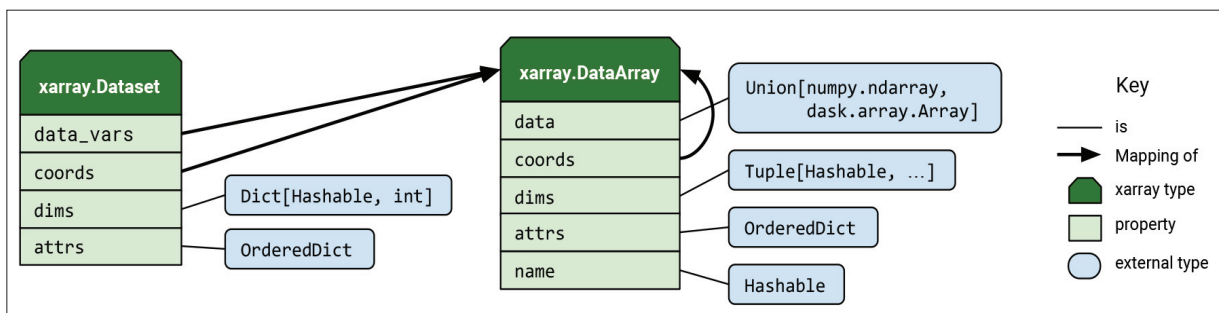 xarray.Dataset
data_vars
coords
dims
attrs
Dict[Hashable, int]
OrderedDict
xarray.DataArray
data
coords
dims
attrs
name
Union[numpy.ndarray,
dask.array.Array]
Tuple[Hashable, …]
OrderedDict
Hashable
Key
is
Mapping of
xarray type
property
external type